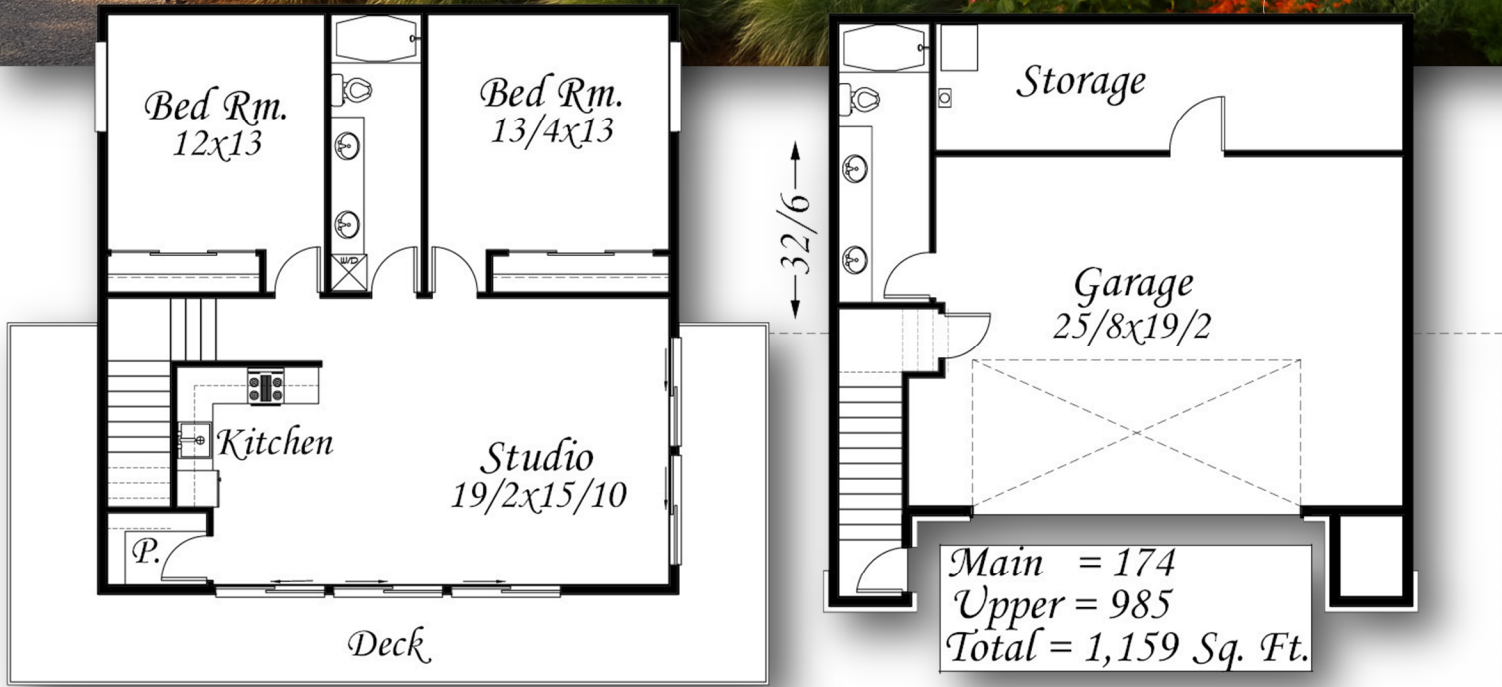 Bed Rm.
12x13
Bed Rm.
13/4x13
W/D
Kitchen
Studio
19/2x15/10
P.
Deck
32/6
Storage
Garage
25/8x19/2
Main = 174
Upper = 985
Total = 1,159 Sq. Ft.